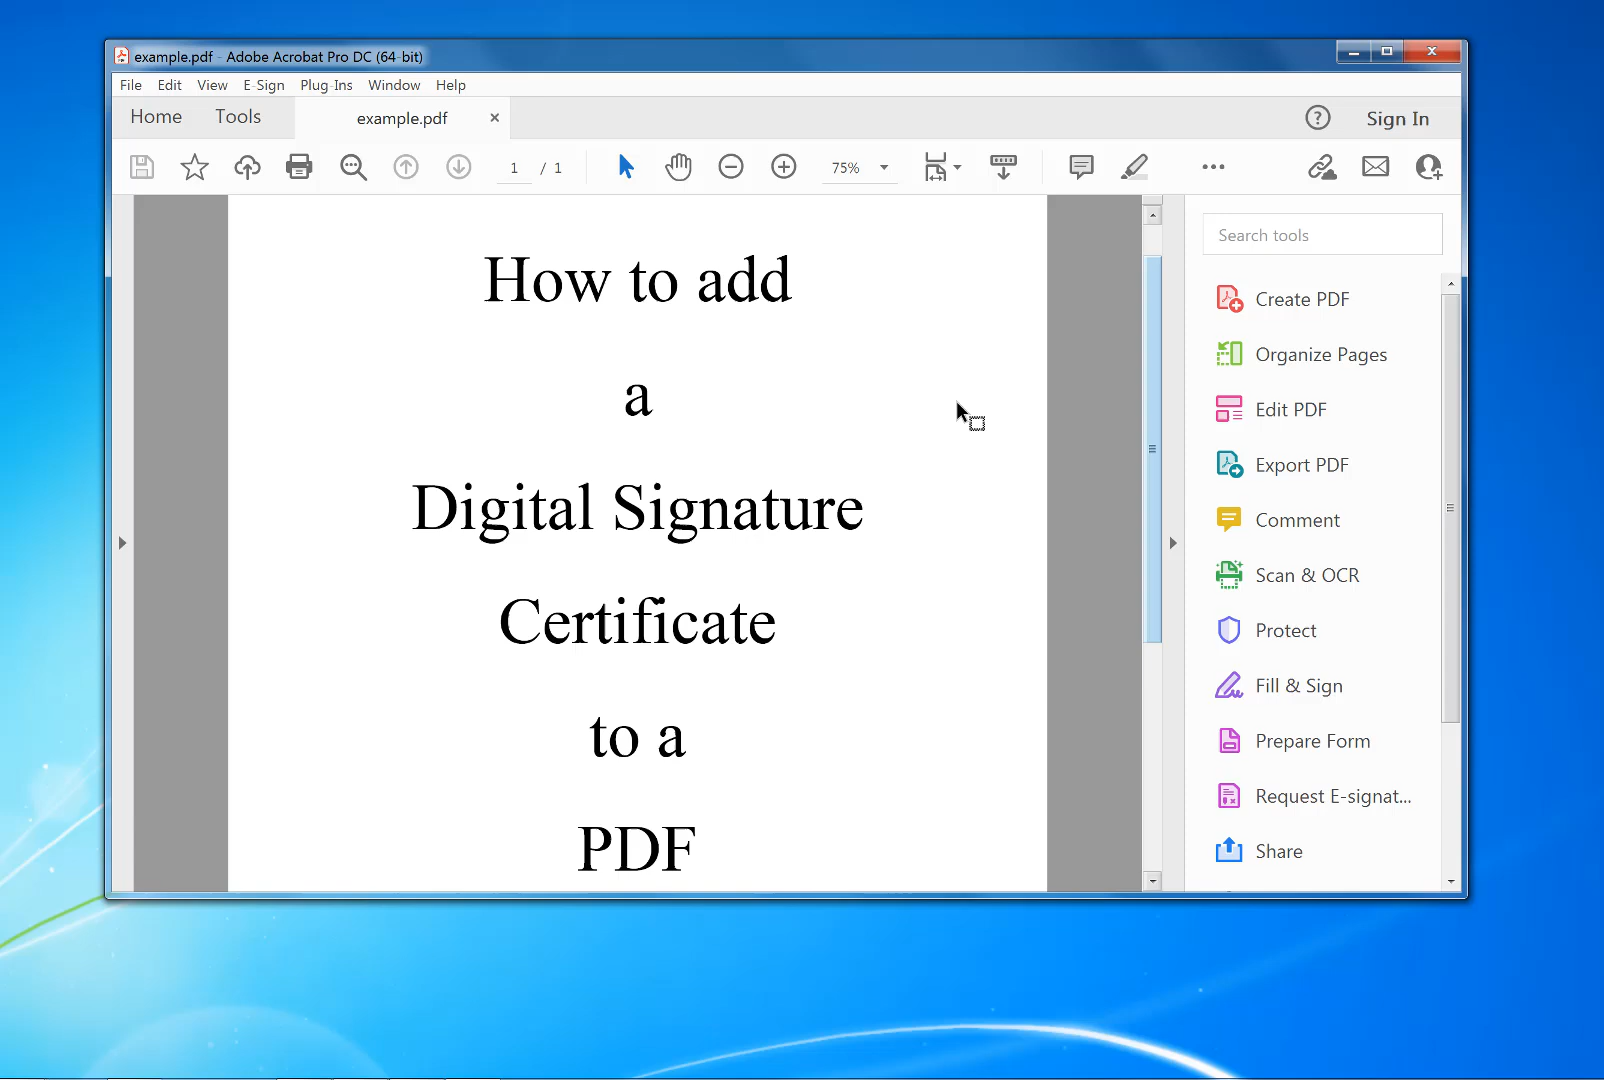 example.pdf - Adobe Acrobat Pro DC (64-bit)
File Edit View E-Sign Plug-Ins Window Help
Home Tools example.pdf Sign In
1 / 1 75%
Search tools
How to add
a
Digital Signature
Certificate
to a
PDF
Create PDF
Organize Pages
Edit PDF
Export PDF
Comment
Scan & OCR
Protect
Fill & Sign
Prepare Form
Request E-signat...
Share